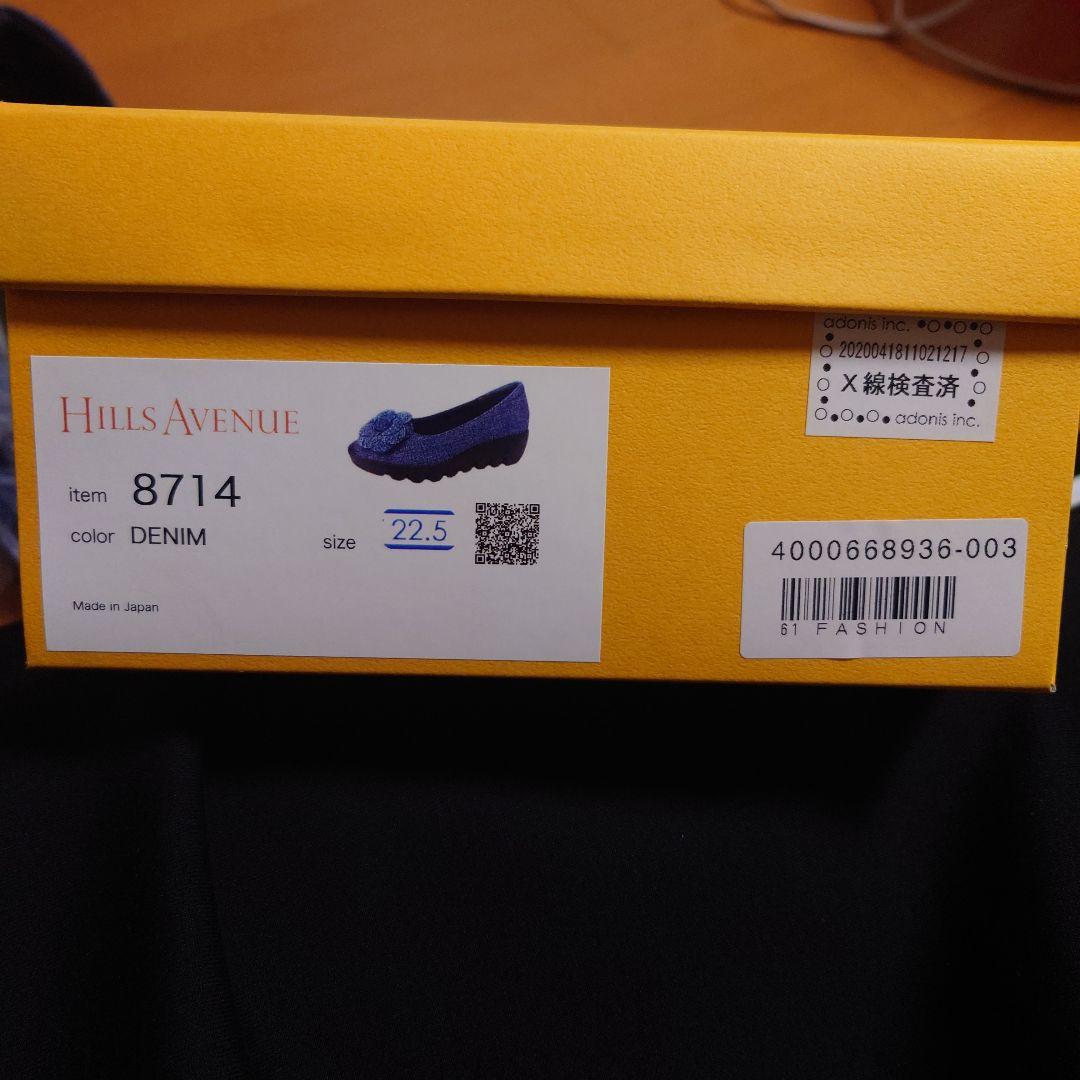 adonis inc.
2020041811021217
X線検査済
adonis inc.
HILLS AVENUE
item 8714
color DENIM
size 22.5
Made in Japan
4000668936-003
61 FASHION